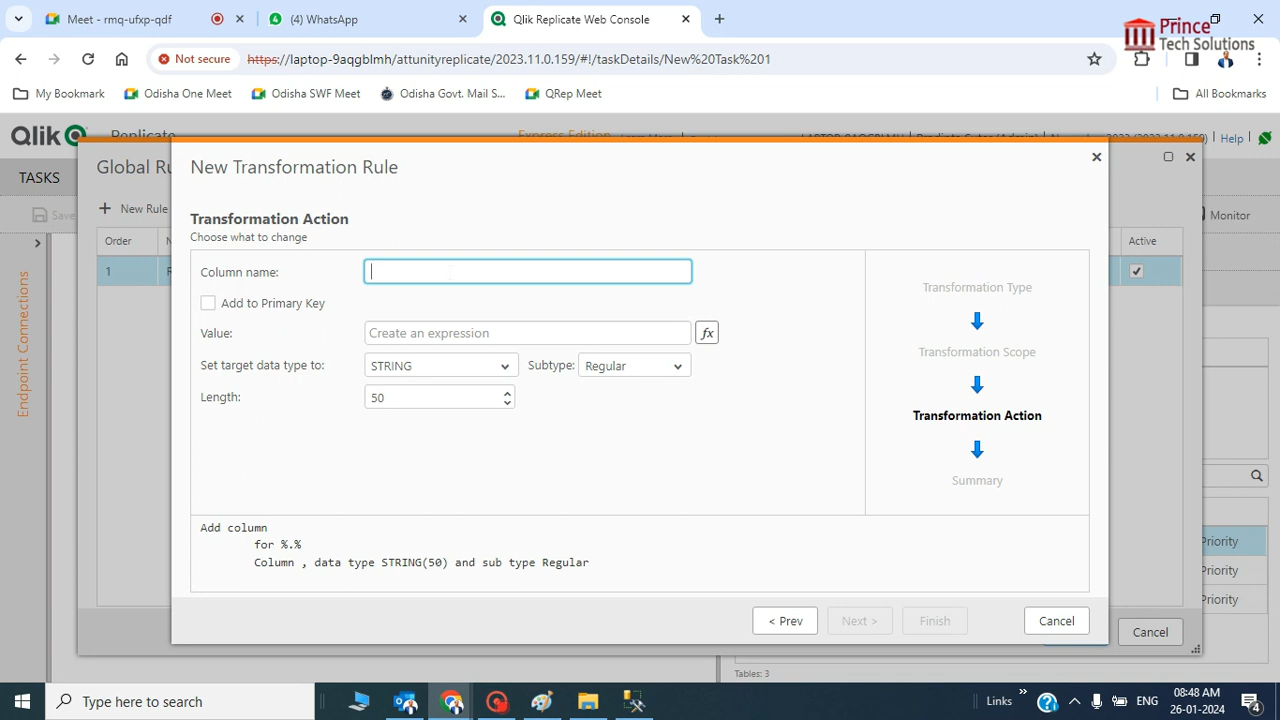 Meet - rmq-ufxp-qdf
(4) WhatsApp
Qlik Replicate Web Console
Prince
Tech Solutions
Not secure
https://laptop-9aqgblmh/attunityreplicate/2023.11.0.159/#!/taskDetails/New%20Task%201
My Bookmark
Odisha One Meet
Odisha SWF Meet
Odisha Govt. Mail S...
QRep Meet
All Bookmarks
Qlik
Replicate
Express Edition
Help
Global Ru
New Transformation Rule
TASKS
Transformation Action
Choose what to change
Save
New Rule
Monitor
Order
Active
Column name:
1
Add to Primary Key
Transformation Type
Value:
Create an expression
fx
Transformation Scope
Set target data type to:
STRING
Subtype:
Regular
Length:
50
Transformation Action
Endpoint Connections
Summary
Add column
for %.%
Column , data type STRING(50) and sub type Regular
Priority
Priority
Priority
< Prev
Next >
Finish
Cancel
Cancel
Tables: 3
Type here to search
Links
ENG
08:48 AM
26-01-2024
4